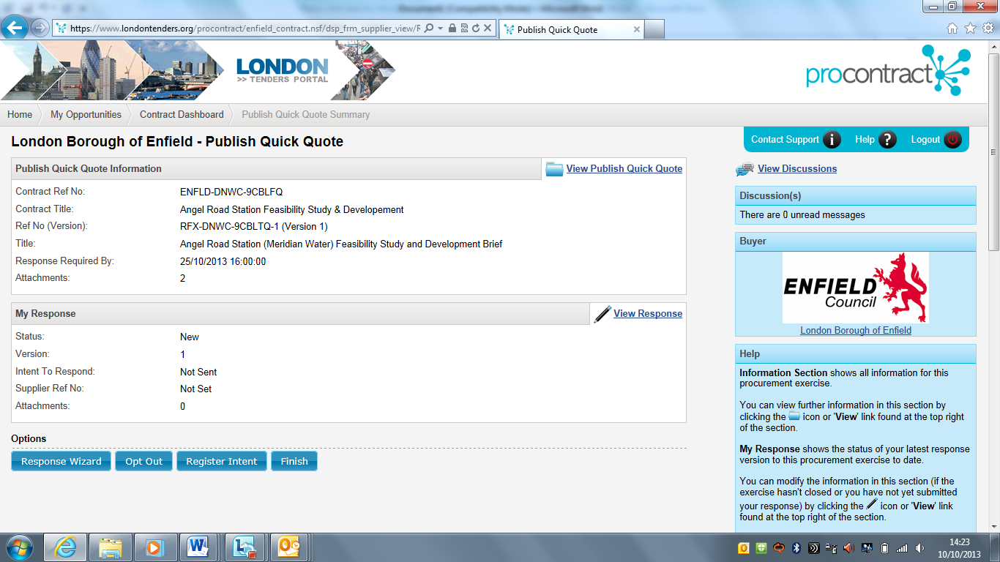 Document1 (Compatibility Mode) - Microsoft Word
https://www.londontenders.org/procontract/enfield_contract.nsf/dsp_frm_supplier_view/R
Publish Quick Quote
LONDON
>> TENDERS PORTAL
procontract
Home
My Opportunities
Contract Dashboard
Publish Quick Quote Summary
London Borough of Enfield - Publish Quick Quote
Contact Support
Help
Logout
Publish Quick Quote Information
View Publish Quick Quote
Contract Ref No: ENFLD-DNWC-9CBLFQ
Contract Title: Angel Road Station Feasibility Study & Developement
Ref No (Version): RFX-DNWC-9CBLTQ-1 (Version 1)
Title: Angel Road Station (Meridian Water) Feasibility Study and Development Brief
Response Required By: 25/10/2013 16:00:00
Attachments: 2
My Response
View Response
Status: New
Version: 1
Intent To Respond: Not Sent
Supplier Ref No: Not Set
Attachments: 0
Options
Response Wizard
Opt Out
Register Intent
Finish
View Discussions
Discussion(s)
There are 0 unread messages
Buyer
ENFIELD
Council
London Borough of Enfield
Help
Information Section shows all information for this
procurement exercise.
You can view further information in this section by
clicking the icon or 'View' link found at the top right
of the section.
My Response shows the status of your latest response
version to this procurement exercise to date.
You can modify the information in this section (if the
exercise hasn't closed or you have not yet submitted
your response) by clicking the icon or 'View' link
found at the top right of the section.
14:23
10/10/2013